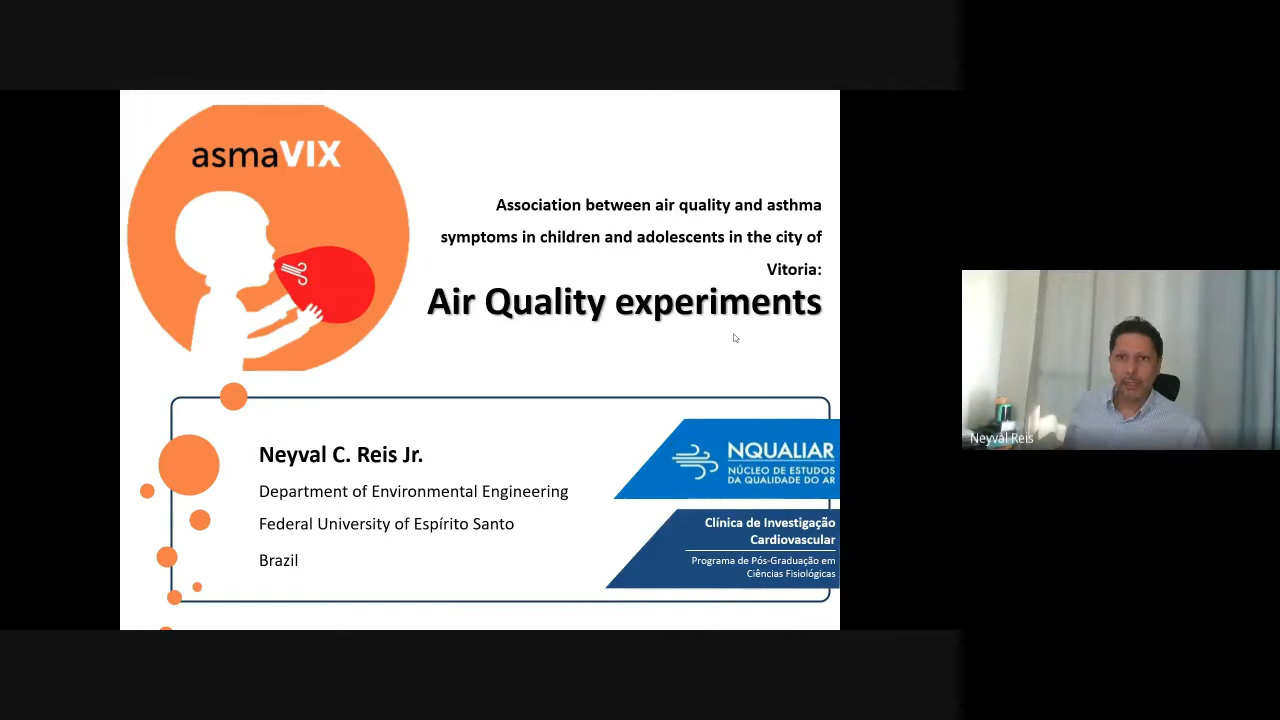 asmaVIX
Association between air quality and asthma
symptoms in children and adolescents in the city of
Vitoria:
Air Quality experiments
Neyval C. Reis Jr.
Department of Environmental Engineering
Federal University of Espírito Santo
Brazil
NQUALIAR
NÚCLEO DE ESTUDOS
DA QUALIDADE DO AR
Clínica de Investigação
Cardiovascular
Programa de Pós-Graduação em
Ciências Fisiológicas
Neyval Reis